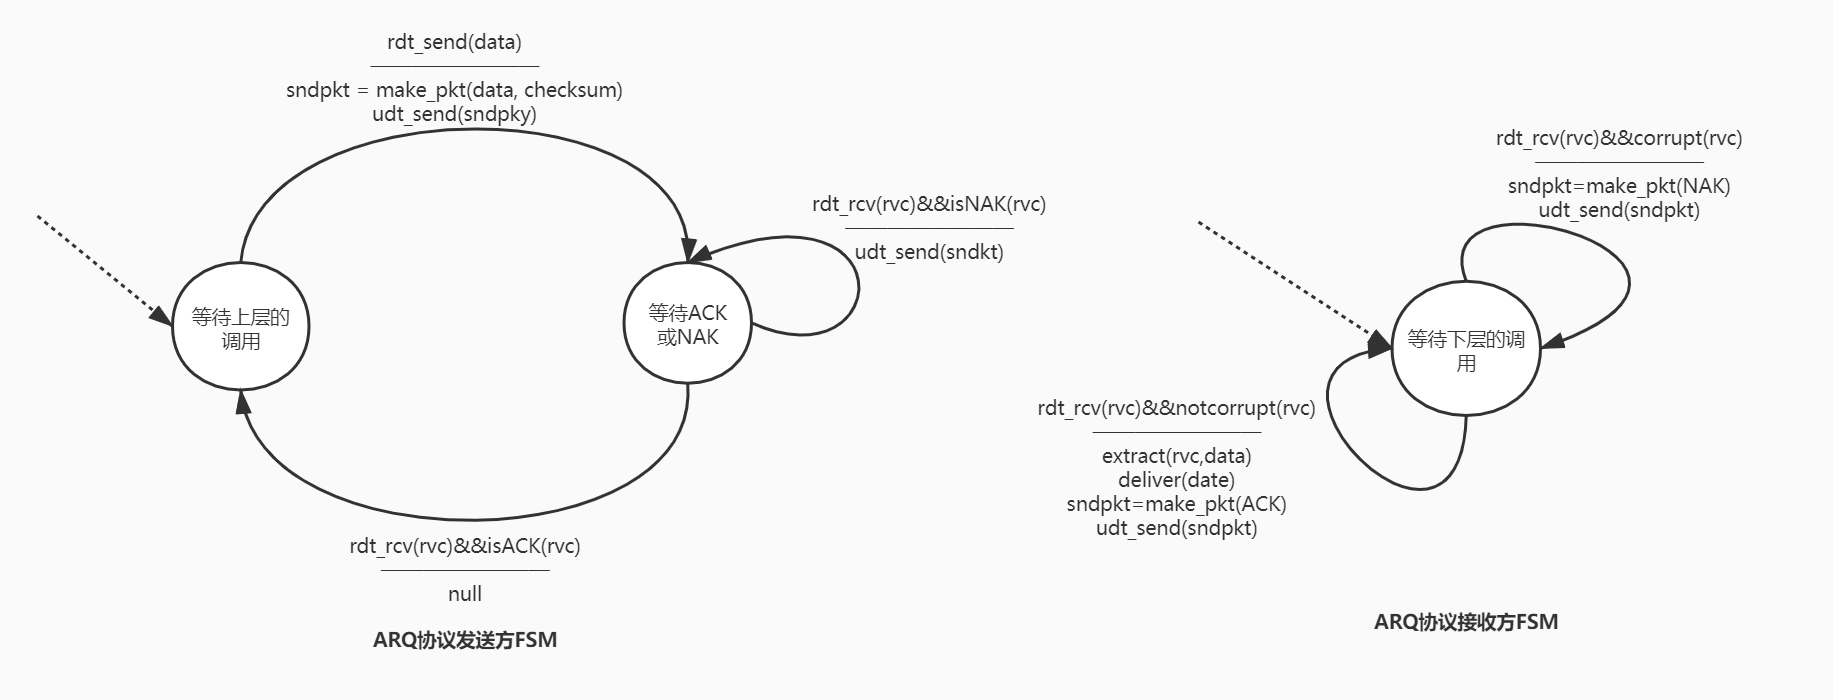 rdt_send(data)
sndpkt = make_pkt(data, checksum)
udt_send(sndpky)
rdt_rcv(rvc)&&isNAK(rvc)
udt_send(sndkt)
等待上层的
调用
等待ACK
或NAK
rdt_rcv(rvc)&&isACK(rvc)
null
ARQ协议发送方FSM
rdt_rcv(rvc)&&corrupt(rvc)
sndpkt=make_pkt(NAK)
udt_send(sndpkt)
等待下层的调
用
rdt_rcv(rvc)&&notcorrupt(rvc)
extract(rvc,data)
deliver(date)
sndpkt=make_pkt(ACK)
udt_send(sndpkt)
ARQ协议接收方FSM